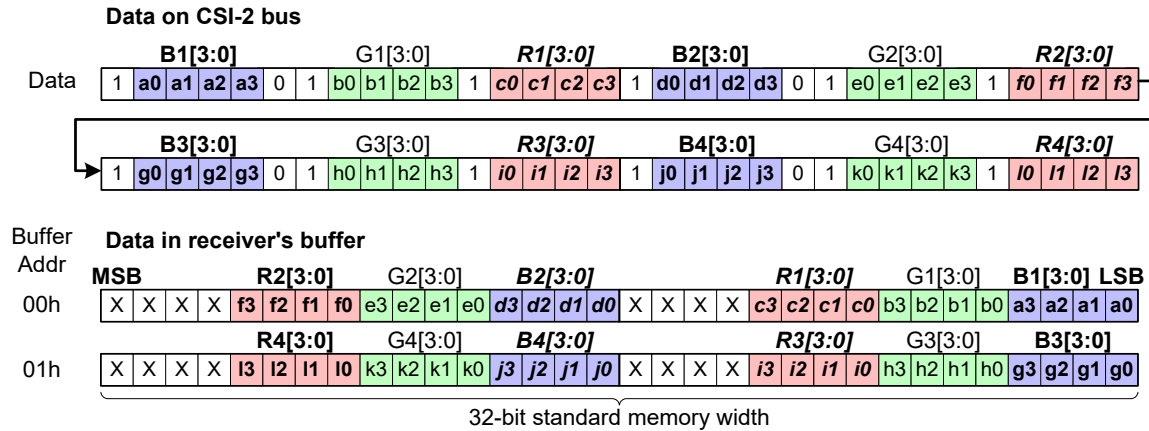 Data on CSI-2 bus
B1[3:0] G1[3:0] R1[3:0] B2[3:0] G2[3:0] R2[3:0]
Data 1 a0 a1 a2 a3 0 1 b0 b1 b2 b3 1 c0 c1 c2 c3 1 d0 d1 d2 d3 0 1 e0 e1 e2 e3 1 f0 f1 f2 f3
B3[3:0] G3[3:0] R3[3:0] B4[3:0] G4[3:0] R4[3:0]
1 g0 g1 g2 g3 0 1 h0 h1 h2 h3 1 i0 i1 i2 i3 1 j0 j1 j2 j3 0 1 k0 k1 k2 k3 1 l0 l1 l2 l3
Buffer Addr
Data in receiver's buffer
MSB R2[3:0] G2[3:0] B2[3:0] R1[3:0] G1[3:0] B1[3:0] LSB
00h X X X X f3 f2 f1 f0 e3 e2 e1 e0 d3 d2 d1 d0 X X X X c3 c2 c1 c0 b3 b2 b1 b0 a3 a2 a1 a0
R4[3:0] G4[3:0] B4[3:0] R3[3:0] G3[3:0] B3[3:0]
01h X X X X l3 l2 l1 l0 k3 k2 k1 k0 j3 j2 j1 j0 X X X X i3 i2 i1 i0 h3 h2 h1 h0 g3 g2 g1 g0
32-bit standard memory width